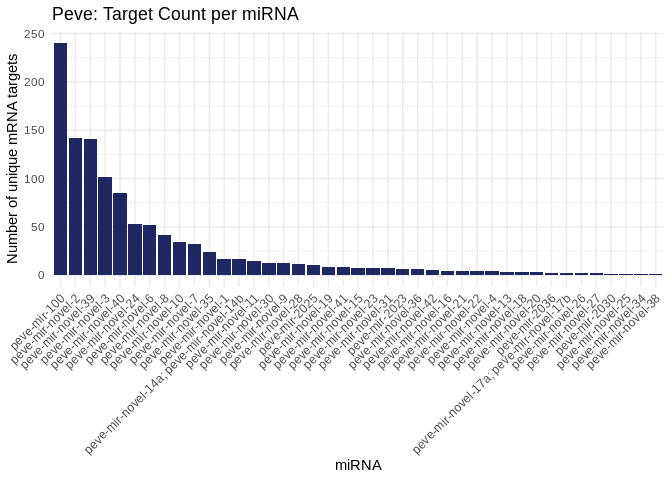 Peve: Target Count per miRNA
Number of unique mRNA targets
250
200
150
100
50
0
peve-mir-100
peve-mir-novel-2
peve-mir-novel-39
peve-mir-novel-3
peve-mir-novel-40
peve-mir-novel-24
peve-mir-novel-6
peve-mir-novel-8
peve-mir-novel-10
peve-mir-novel-7
peve-mir-novel-35
peve-mir-novel-1
peve-mir-novel-14a; peve-mir-novel-14b
peve-mir-novel-11
peve-mir-novel-30
peve-mir-novel-9
peve-mir-novel-28
peve-mir-2025
peve-mir-novel-19
peve-mir-novel-41
peve-mir-novel-15
peve-mir-novel-23
peve-mir-novel-31
peve-mir-2023
peve-mir-novel-36
peve-mir-novel-42
peve-mir-novel-16
peve-mir-novel-21
peve-mir-novel-22
peve-mir-novel-4
peve-mir-novel-13
peve-mir-novel-18
peve-mir-novel-20
peve-mir-2036
peve-mir-novel-17a; peve-mir-novel-17b
peve-mir-novel-26
peve-mir-novel-27
peve-mir-2030
peve-mir-novel-25
peve-mir-novel-34
peve-mir-novel-38
miRNA